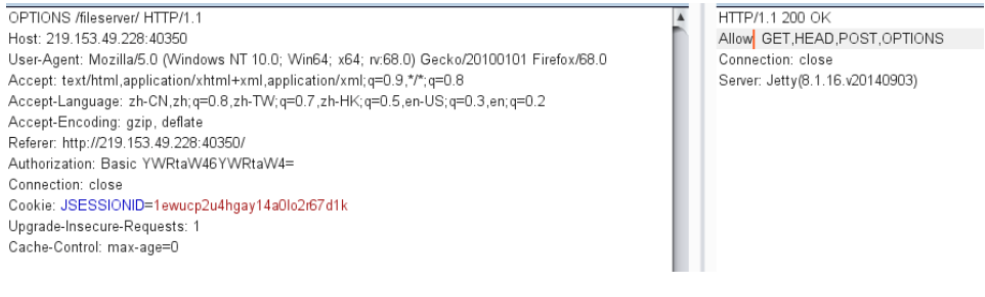 OPTIONS /fileserver/ HTTP/1.1
Host: 219.153.49.228:40350
User-Agent: Mozilla/5.0 (Windows NT 10.0; Win64; x64; rv:68.0) Gecko/20100101 Firefox/68.0
Accept: text/html,application/xhtml+xml,application/xml;q=0.9,*/*;q=0.8
Accept-Language: zh-CN,zh;q=0.8,zh-TW;q=0.7,zh-HK;q=0.5,en-US;q=0.3,en;q=0.2
Accept-Encoding: gzip, deflate
Referer: http://219.153.49.228:40350/
Authorization: Basic YWRtaW46YWRtaW4=
Connection: close
Cookie: JSESSIONID=1ewucp2u4hgay14a0lo2r67d1k
Upgrade-Insecure-Requests: 1
Cache-Control: max-age=0
HTTP/1.1 200 OK
Allow: GET,HEAD,POST,OPTIONS
Connection: close
Server: Jetty(8.1.16.v20140903)